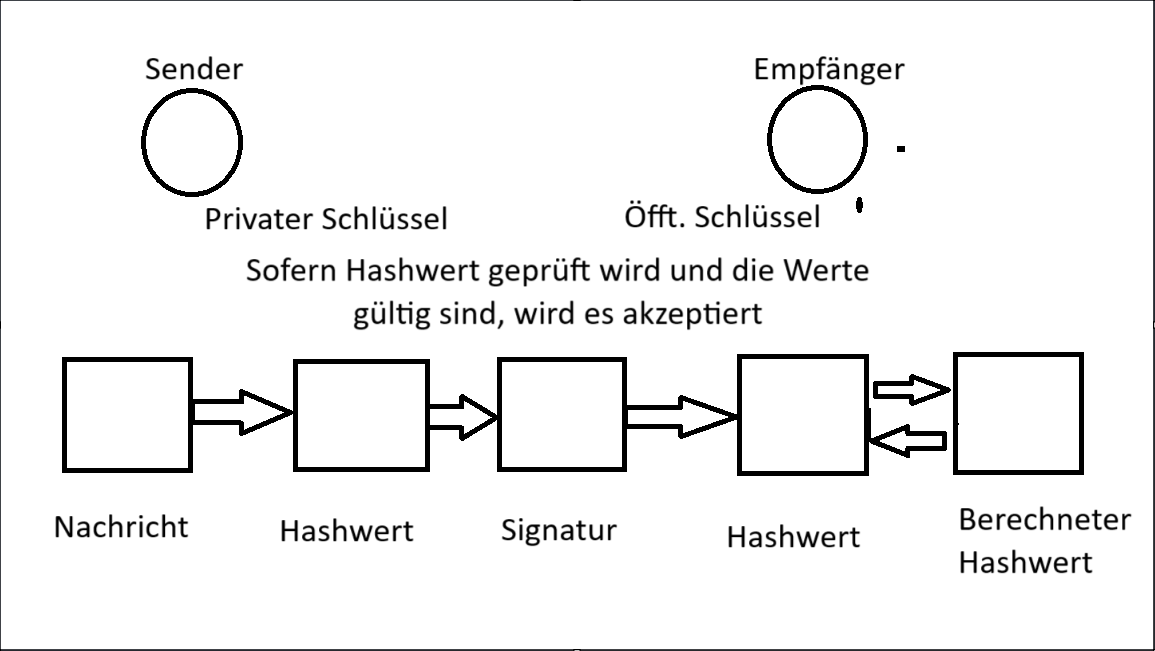 Sender
Empfänger
Privater Schlüssel
Öfft. Schlüssel
Sofern Hashwert geprüft wird und die Werte
gültig sind, wird es akzeptiert
Nachricht
Hashwert
Signatur
Hashwert
Berechneter
Hashwert